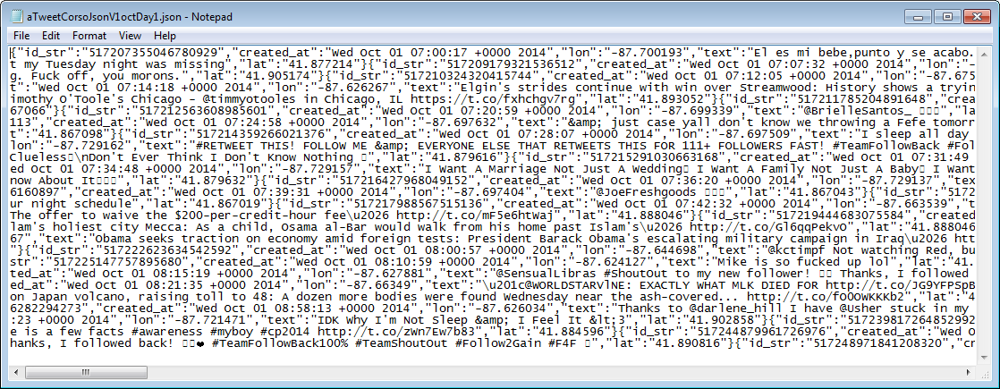 aTweetCorsoJsonV1octDay1.json - Notepad
File Edit Format View Help
{"id_str":"517207355046780929","created_at":"Wed Oct 01 07:00:17 +0000 2014","lon":"-87.700193","text":"El es mi bebe,punto y se acabo.
t my Tuesday night was missing","lat":"41.877214"}{"id_str":"517209179321536512","created_at":"Wed Oct 01 07:07:32 +0000 2014","lon":"-
g. Fuck off, you morons.","lat":"41.905174"}{"id_str":"517210324320415744","created_at":"Wed Oct 01 07:12:05 +0000 2014","lon":"-87.675
t":"Wed Oct 01 07:14:18 +0000 2014","lon":"-87.626267","text":"Elgin's strides continue with win over Streamwood: History shows a tryin
imothy O'Toole's Chicago - @timmyotooles in Chicago, IL https://t.co/fxhchgv7rg","lat":"41.893052"}{"id_str":"517211785204891648","crea
67066"}{"id_str":"517212563608985601","created_at":"Wed Oct 01 07:20:59 +0000 2014","lon":"-87.699339","text":"@BrielleSantos_ ▯▯▯","la
113","created_at":"Wed Oct 01 07:24:58 +0000 2014","lon":"-87.697632","text":"&amp; just case yall don't know we throwing a Fefe tomorr
t":"41.867098"}{"id_str":"517214359266021376","created_at":"Wed Oct 01 07:28:07 +0000 2014","lon":"-87.697509","text":"I sleep all day
lon":"-87.729162","text":"#RETWEET THIS! FOLLOW ME &amp; EVERYONE ELSE THAT RETWEETS THIS FOR 111+ FOLLOWERS FAST! #TeamFollowBack #Fol
Clueless▯\nDon't Ever Think I Don't Know Nothing ▯","lat":"41.879616"}{"id_str":"517215291030663168","created_at":"Wed Oct 01 07:31:49
ed Oct 01 07:34:48 +0000 2014","lon":"-87.729157","text":"I Want A Marriage Not Just A Wedding▯ I Want A Family Not Just A Baby▯ I Want
now About It▯▯▯","lat":"41.879632"}{"id_str":"517216427968049152","created_at":"Wed Oct 01 07:36:20 +0000 2014","lon":"-87.729137","tex
6160897","created_at":"Wed Oct 01 07:39:31 +0000 2014","lon":"-87.697404","text":"@JoeFreshgoods ▯▯▯","lat":"41.867043"}{"id_str":"5172
ur night schedule","lat":"41.867019"}{"id_str":"517217988567515136","created_at":"Wed Oct 01 07:42:32 +0000 2014","lon":"-87.663539","t
The offer to waive the $200-per-credit-hour fee\u2026 http://t.co/mF5e6htWaj","lat":"41.888046"}{"id_str":"517219444683075584","created
lam's holiest city Mecca: As a child, Osama al-Bar would walk from his home past Islam's\u2026 http://t.co/Gl6qqPekvO","lat":"41.888046
67","text":"Obama seeks traction on economy amid foreign tests: President Barack Obama's escalating military campaign in Iraq\u2026 htt
"}{"id_str":"517222623634542592","created_at":"Wed Oct 01 08:00:57 +0000 2014","lon":"-87.644698","text":"@kctimpf Not watching Red, bu
str":"517225147757895680","created_at":"Wed Oct 01 08:10:59 +0000 2014","lon":"-87.624127","text":"Mike is so fucked up lol","lat":"41.
ted_at":"Wed Oct 01 08:15:19 +0000 2014","lon":"-87.627881","text":"@SensualLibras #Shoutout to my new follower! ▯▯ Thanks, I followed
ed_at":"Wed Oct 01 08:21:35 +0000 2014","lon":"-87.66349","text":"\u201c@WORLDSTARVlNE: EXACTLY WHAT MLK DIED FOR http://t.co/JG9YFPSpB
on Japan volcano, raising toll to 48: A dozen more bodies were found Wednesday near the ash-covered... http://t.co/fOOOWKKKb2","lat":"4
6282294273","created_at":"Wed Oct 01 08:58:13 +0000 2014","lon":"-87.626034","text":"Thanks to @darlene_hill I have @Usher stuck in my
:23 +0000 2014","lon":"-87.721471","text":"IDK Why I'm Not Sleep &amp; I Feel It &lt;3","lat":"41.902858"}{"id_str":"517239817264852992
e is a few facts #awareness #myboy #cp2014 http://t.co/zWn7Ew7b83","lat":"41.884596"}{"id_str":"517244879961726976","created_at":"Wed O
hanks, I followed back! ▯▯❤ #TeamFollowBack100% #TeamShoutOut #Follow2Gain #F4F ▯","lat":"41.890816"}{"id_str":"517248971841208320","cr